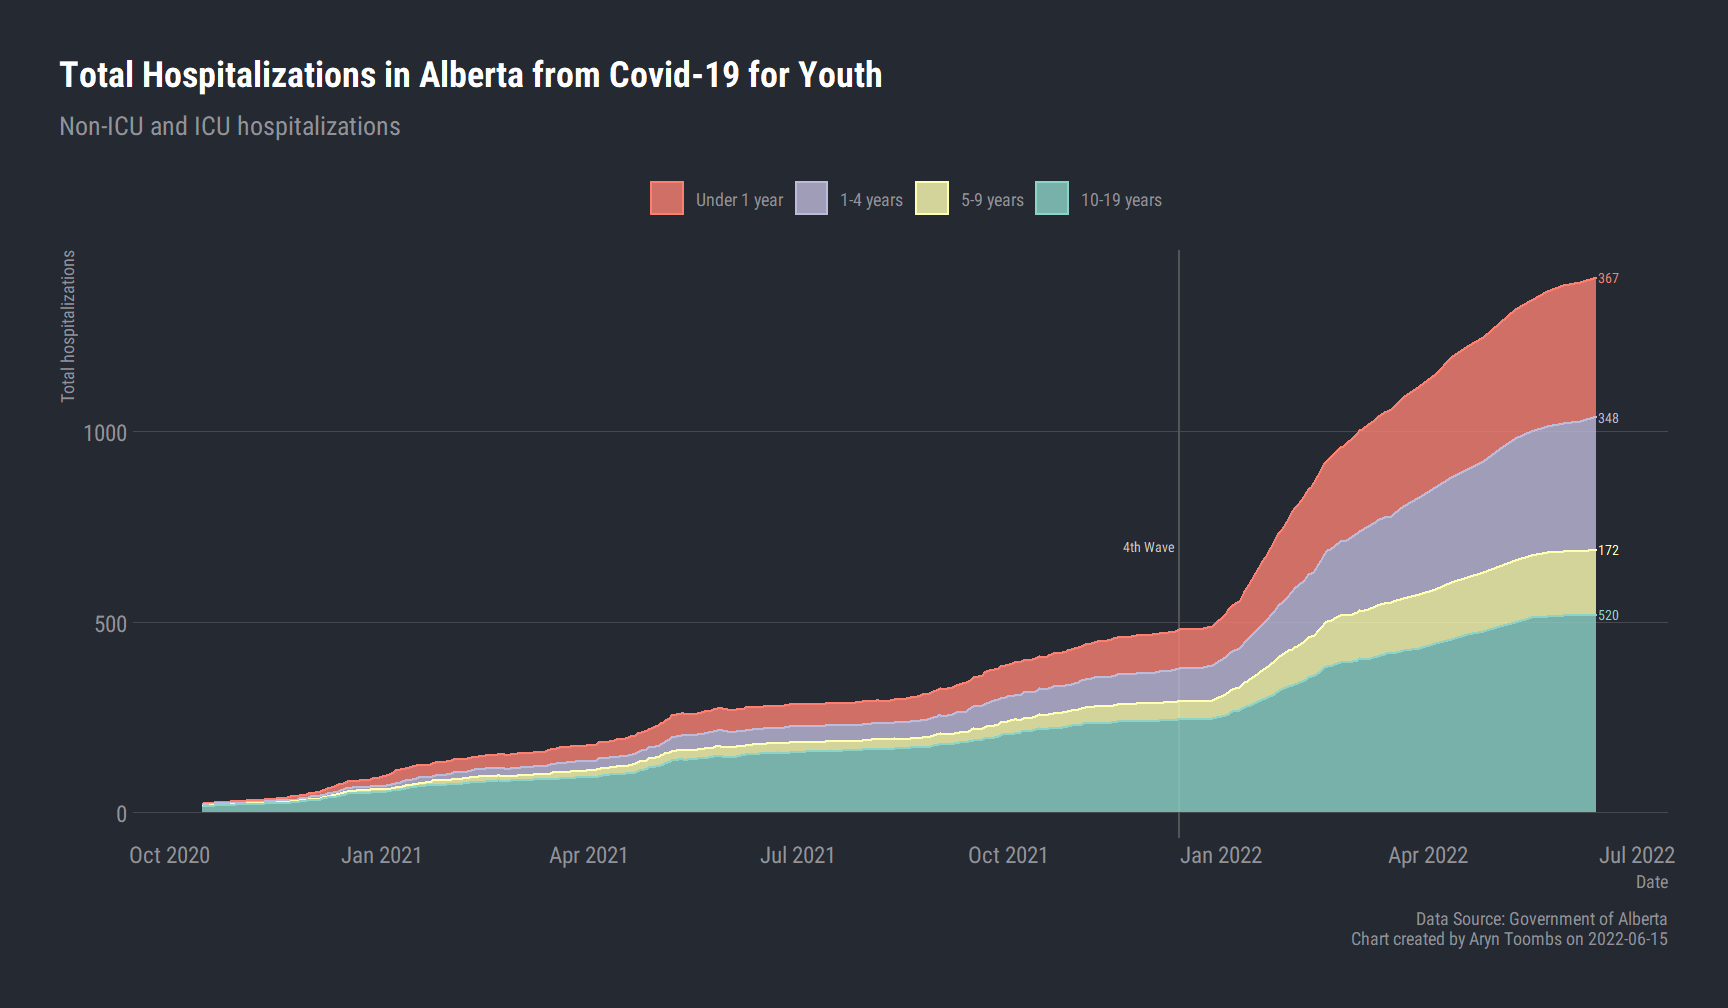 Total Hospitalizations in Alberta from Covid-19 for Youth
Non-ICU and ICU hospitalizations
Under 1 year 1-4 years 5-9 years 10-19 years
Total hospitalizations
367
348
1000
4th Wave
172
520
500
0
Oct 2020 Jan 2021 Apr 2021 Jul 2021 Oct 2021 Jan 2022 Apr 2022 Jul 2022
Date
Data Source: Government of Alberta
Chart created by Aryn Toombs on 2022-06-15